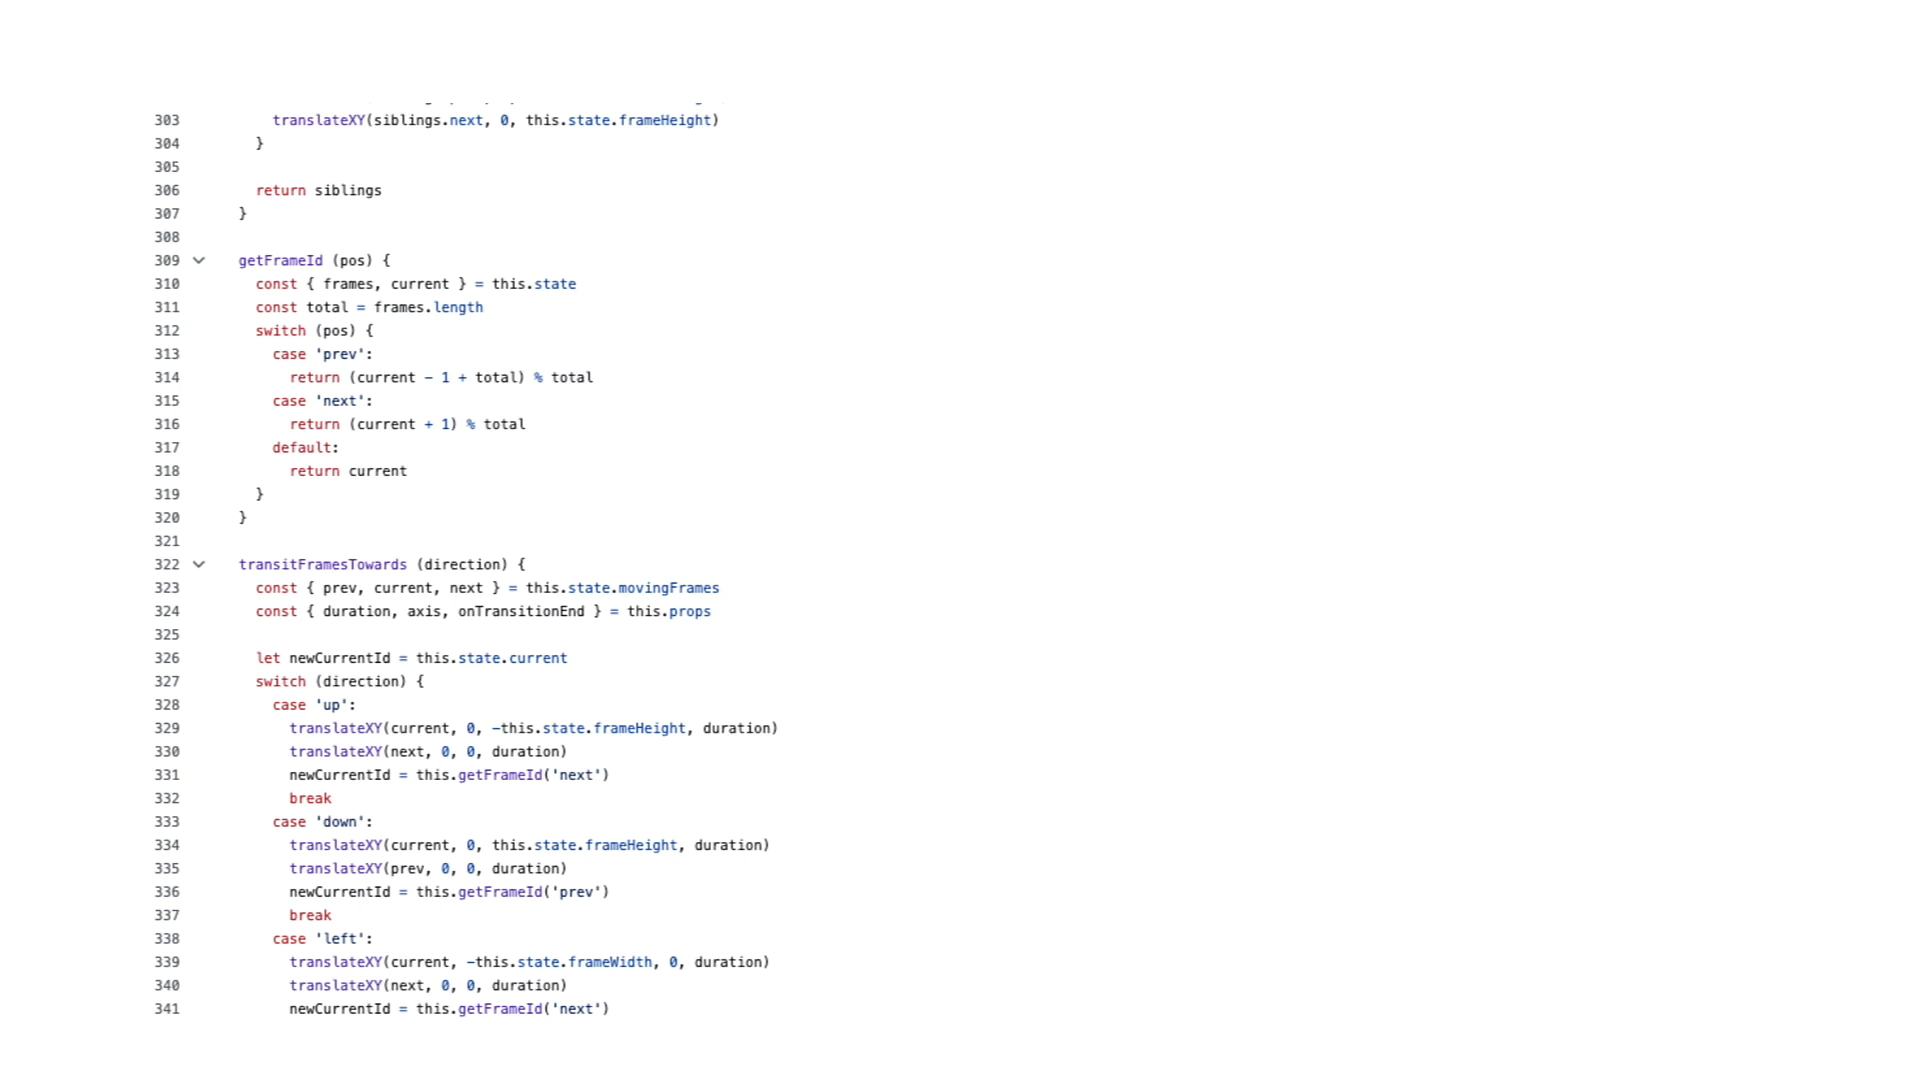 303 translateXY(siblings.next, 0, this.state.frameHeight)
304 }
305
306 return siblings
307 }
308
309 getFrameId (pos) {
310 const { frames, current } = this.state
311 const total = frames.length
312 switch (pos) {
313 case 'prev':
314 return (current - 1 + total) % total
315 case 'next':
316 return (current + 1) % total
317 default:
318 return current
319 }
320 }
321
322 transitFramesTowards (direction) {
323 const { prev, current, next } = this.state.movingFrames
324 const { duration, axis, onTransitionEnd } = this.props
325
326 let newCurrentId = this.state.current
327 switch (direction) {
328 case 'up':
329 translateXY(current, 0, -this.state.frameHeight, duration)
330 translateXY(next, 0, 0, duration)
331 newCurrentId = this.getFrameId('next')
332 break
333 case 'down':
334 translateXY(current, 0, this.state.frameHeight, duration)
335 translateXY(prev, 0, 0, duration)
336 newCurrentId = this.getFrameId('prev')
337 break
338 case 'left':
339 translateXY(current, -this.state.frameWidth, 0, duration)
340 translateXY(next, 0, 0, duration)
341 newCurrentId = this.getFrameId('next')